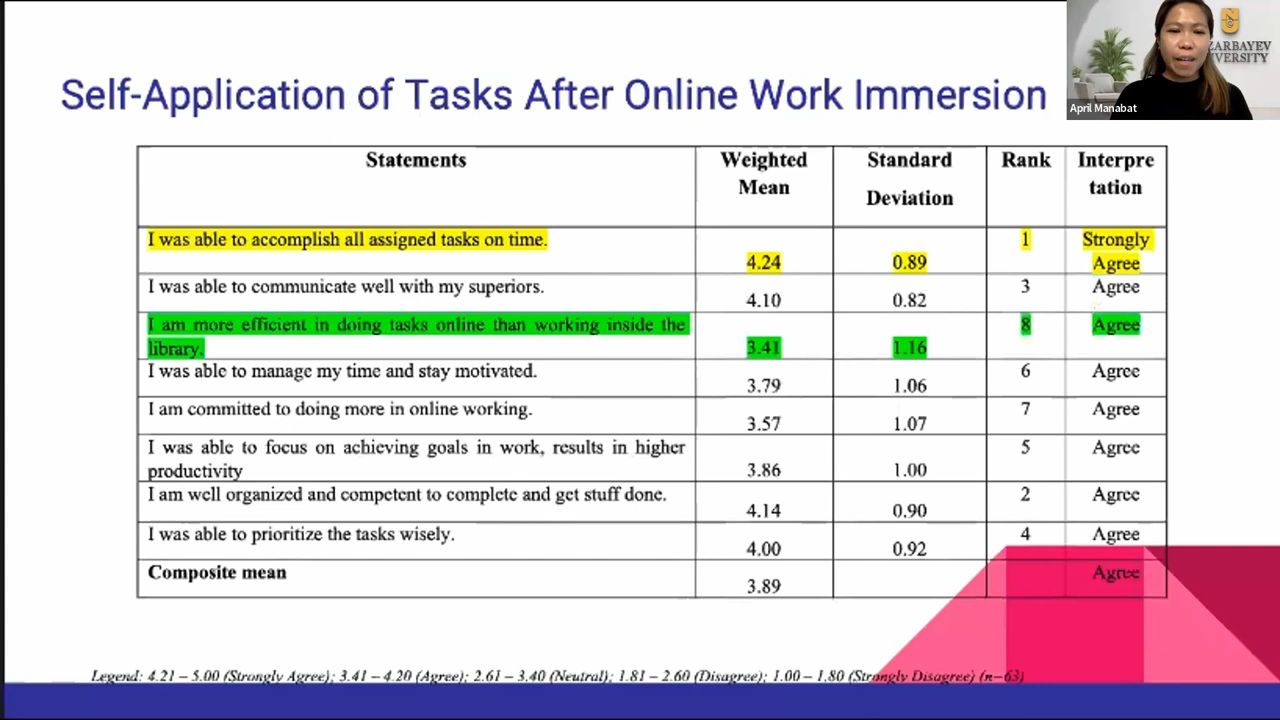 Self-Application of Tasks After Online Work Immersion
April Manabat
Statements Weighted Mean Standard Deviation Rank Interpre tation
I was able to accomplish all assigned tasks on time. 4.24 0.89 1 Strongly Agree
I was able to communicate well with my superiors. 4.10 0.82 3 Agree
I am more efficient in doing tasks online than working inside the library. 3.41 1.16 8 Agree
I was able to manage my time and stay motivated. 3.79 1.06 6 Agree
I am committed to doing more in online working. 3.57 1.07 7 Agree
I was able to focus on achieving goals in work, results in higher productivity 3.86 1.00 5 Agree
I am well organized and competent to complete and get stuff done. 4.14 0.90 2 Agree
I was able to prioritize the tasks wisely. 4.00 0.92 4 Agree
Composite mean 3.89 Agree
Legend: 4.21 – 5.00 (Strongly Agree); 3.41 – 4.20 (Agree); 2.61 – 3.40 (Neutral); 1.81 – 2.60 (Disagree); 1.00 – 1.80 (Strongly Disagree) (n=63)